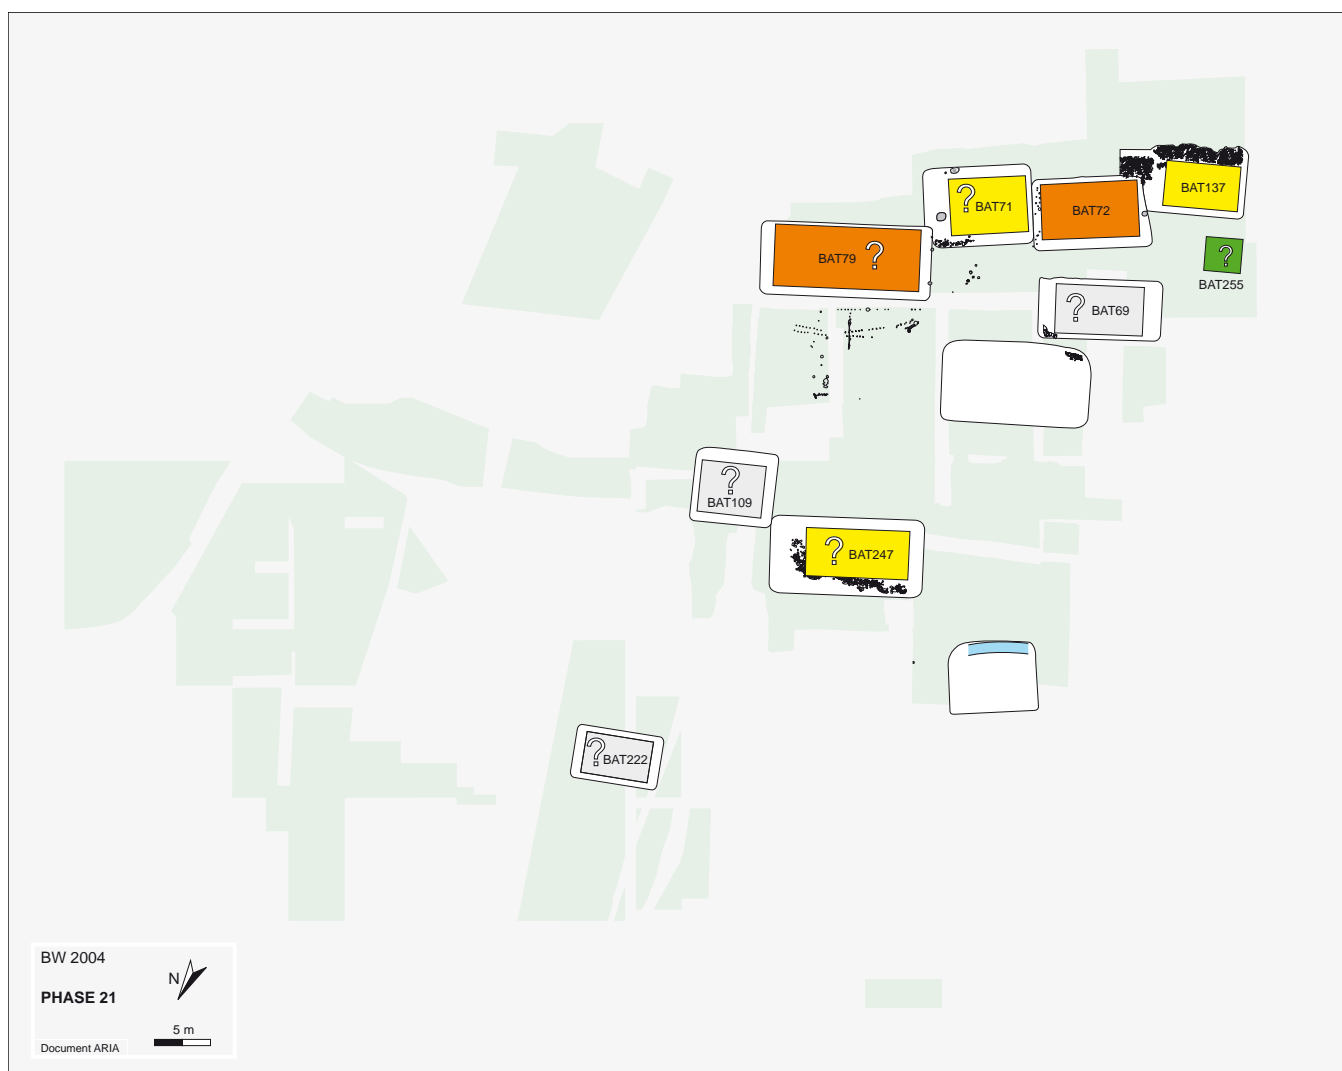 BAT137
? BAT71
BAT72
BAT79 ?
?
BAT255
? BAT69
?
BAT109
? BAT247
? BAT222
BW 2004
N
PHASE 21
5 m
Document ARIA